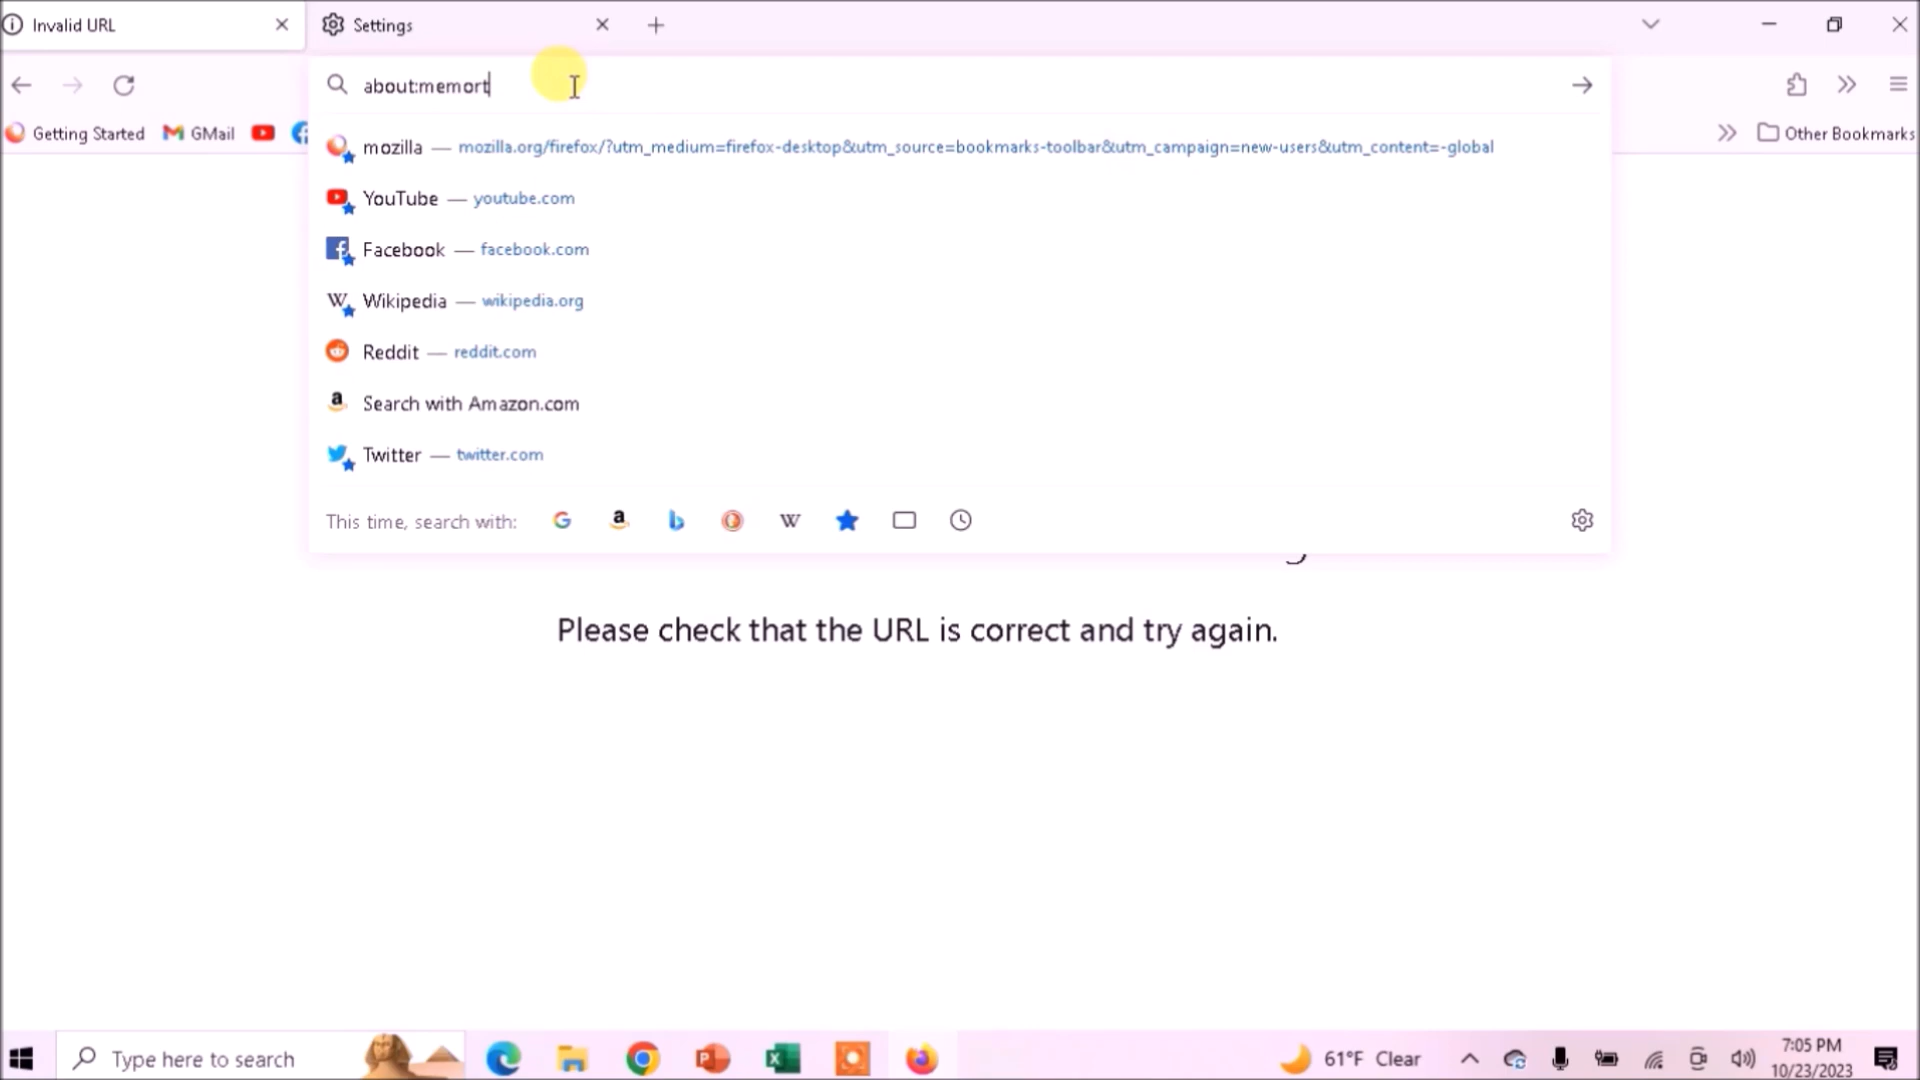 Invalid URL
Settings
about:memort
Getting Started
GMail
Other Bookmarks
mozilla — mozilla.org/firefox/?utm_medium=firefox-desktop&utm_source=bookmarks-toolbar&utm_campaign=new-users&utm_content=-global
YouTube — youtube.com
Facebook — facebook.com
Wikipedia — wikipedia.org
Reddit — reddit.com
Search with Amazon.com
Twitter — twitter.com
This time, search with:
Please check that the URL is correct and try again.
Type here to search
61°F Clear
7:05 PM
10/23/2023